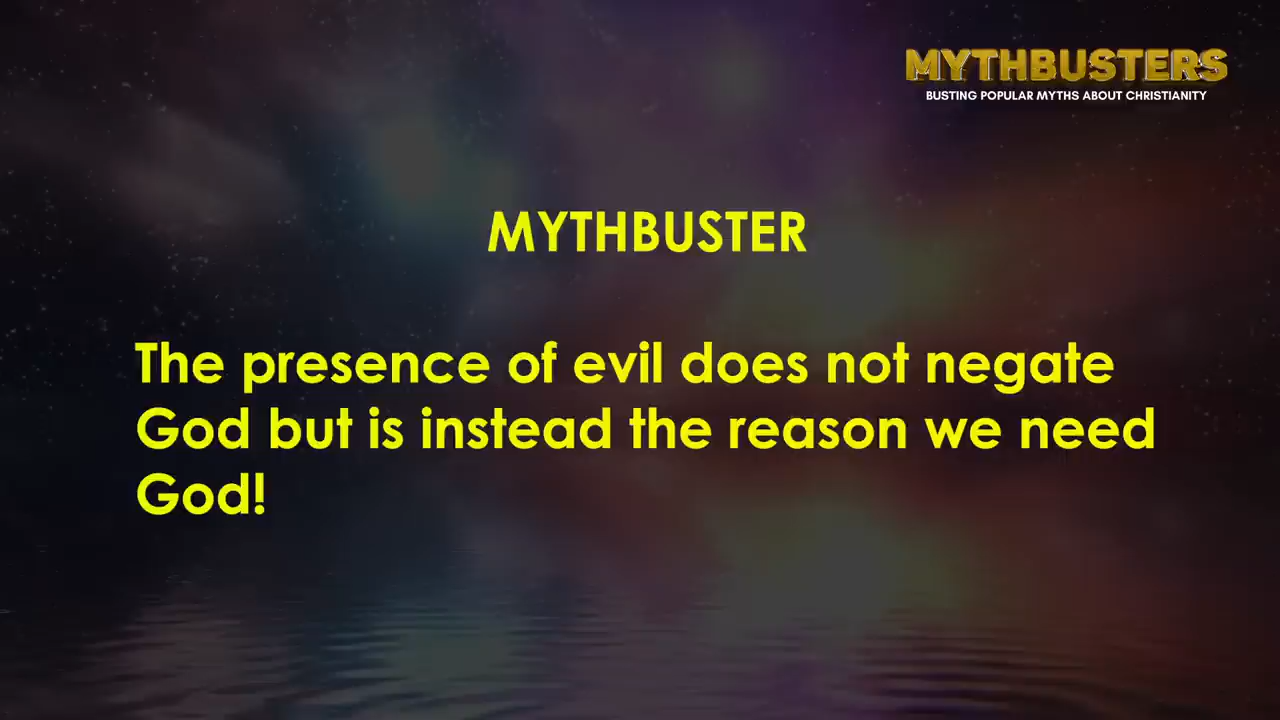 MYTHBUSTERS
BUSTING POPULAR MYTHS ABOUT CHRISTIANITY
MYTHBUSTER
The presence of evil does not negate
God but is instead the reason we need
God!